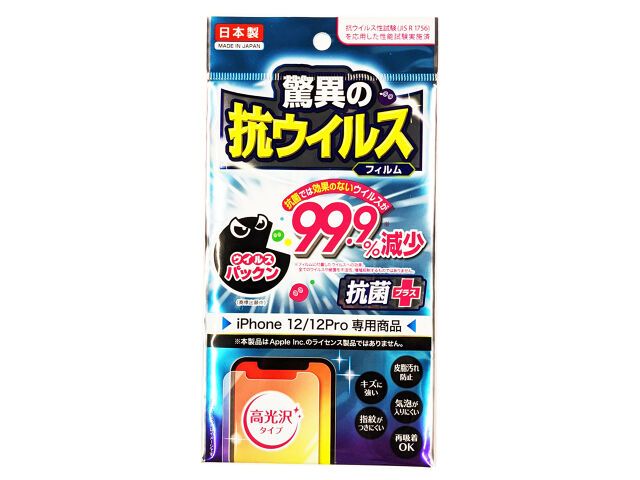 日本製
MADE IN JAPAN
抗ウイルス性試験(JIS R 1756)
を応用した性能試験実施済
驚異の
抗ウイルス
フィルム
抗菌では効果のないウイルスが
99.9%減少
ウイルス
バックン
抗菌プラス
iPhone 12/12Pro 専用商品
※本製品はApple Inc.のライセンス製品ではありません。
高光沢
タイプ
キズに
強い
皮脂汚れ
防止
指紋が
つきにくい
気泡が
入りにくい
再吸着
OK